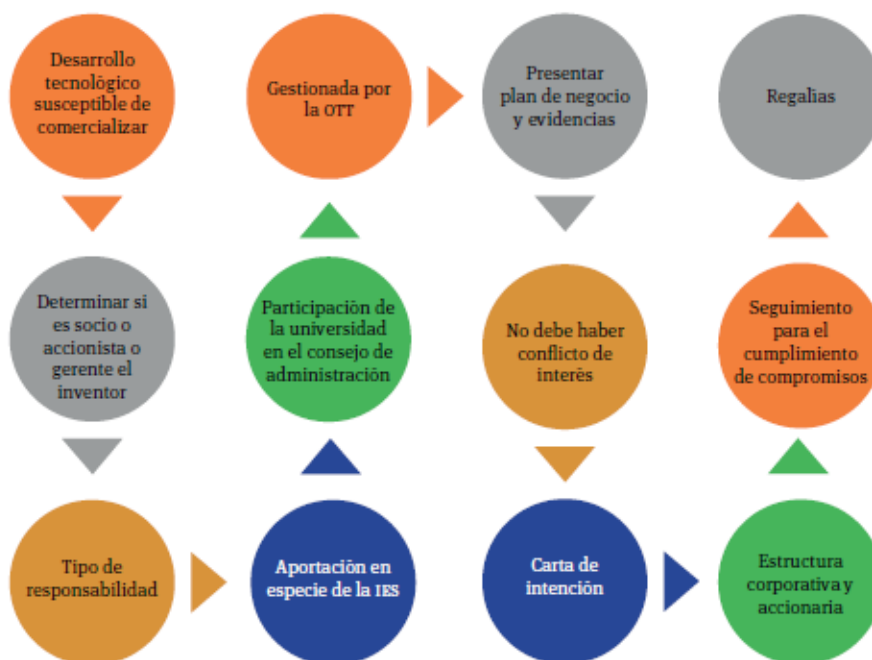 Desarrollo
tecnológico
susceptible de
comercializar
Determinar si
es socio o
accionista o
gerente el
inventor
Tipo de
responsabilidad
Aportación en
especie de la IES
Participación de
la universidad
en el consejo de
administración
Gestionada por
la OTT
Presentar
plan de negocio
y evidencias
No debe haber
conflicto de
interés
Carta de
intención
Estructura
corporativa y
accionaria
Seguimiento
para el
cumplimiento
de compromisos
Regalías